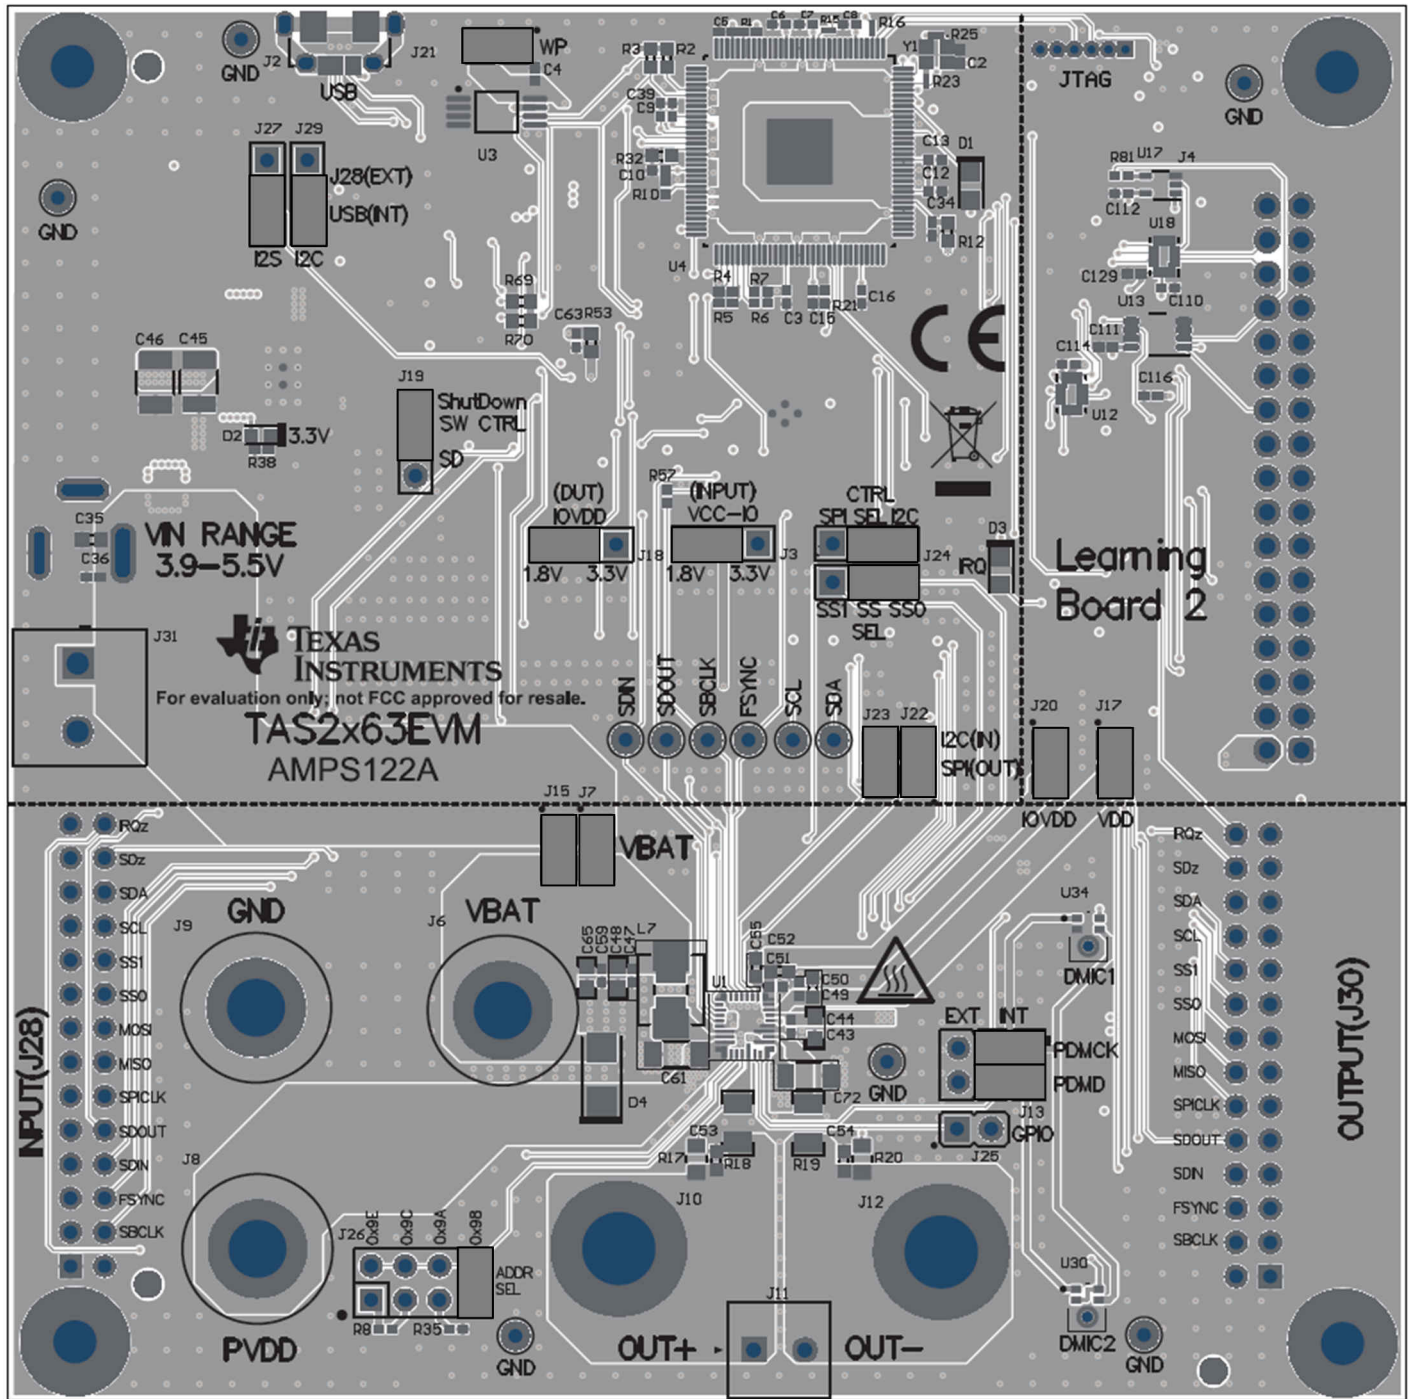 J2
GND
J21
USB
WP
C4
U3
R3
R2
C39
C9
R32
C10
R10
C5
R1
C6
C7
R15
C8
R16
Y1
R25
C2
R23
JTAG
GND
J27
J29
J28(EXT)
USB(INT)
I2S
I2C
GND
C13
D1
C12
C34
R12
R81
U17
J4
C112
U18
C129
U13
C110
C111
C114
C116
U12
U4
R4
R7
R5
R6
C3
C15
R21
C16
R69
R70
C63
R53
C46
C45
D2
3.3V
R38
J19
ShutDown
SW CTRL
SD
CE
R57
(DUT)
IOVDD
J18
1.8V
3.3V
(INPUT)
VCC-IO
J3
1.8V
3.3V
CTRL
SPI SEL I2C
J24
SS1 SS SS0
SEL
D3
IRQ
Learning
Board 2
C35
C36
VIN RANGE
3.9-5.5V
J31
TEXAS
INSTRUMENTS
For evaluation only; not FCC approved for resale.
TAS2x63EVM
AMPS122A
SDIN
SDOUT
SBCLK
FSYNC
SCL
SDA
J23
J22
I2C(IN)
SPI(OUT)
J20
J17
IOVDD
VDD
J15
J7
VBAT
INPUT(J28)
IRQz
SDz
SDA
SCL
SS1
SS0
MOSI
MISO
SPICLK
SDOUT
SDIN
FSYNC
SBCLK
J9
GND
J6
VBAT
C65
C59
C48
C47
L7
U1
C55
C52
C51
C50
C49
C44
C43
C61
D4
C72
GND
EXT
INT
PDMCK
PDMD
J13
GPIO
J25
U34
DMIC1
IRQz
SDz
SDA
SCL
SS1
SS0
MOSI
MISO
SPICLK
SDOUT
SDIN
FSYNC
SBCLK
OUTPUT(J30)
J8
PVDD
C53
R17
R18
R19
C54
R20
J10
J12
J26
0x9E
0x9C
0x9A
0x98
ADDR
SEL
R8
R35
GND
J11
OUT+
OUT-
U30
DMIC2
GND